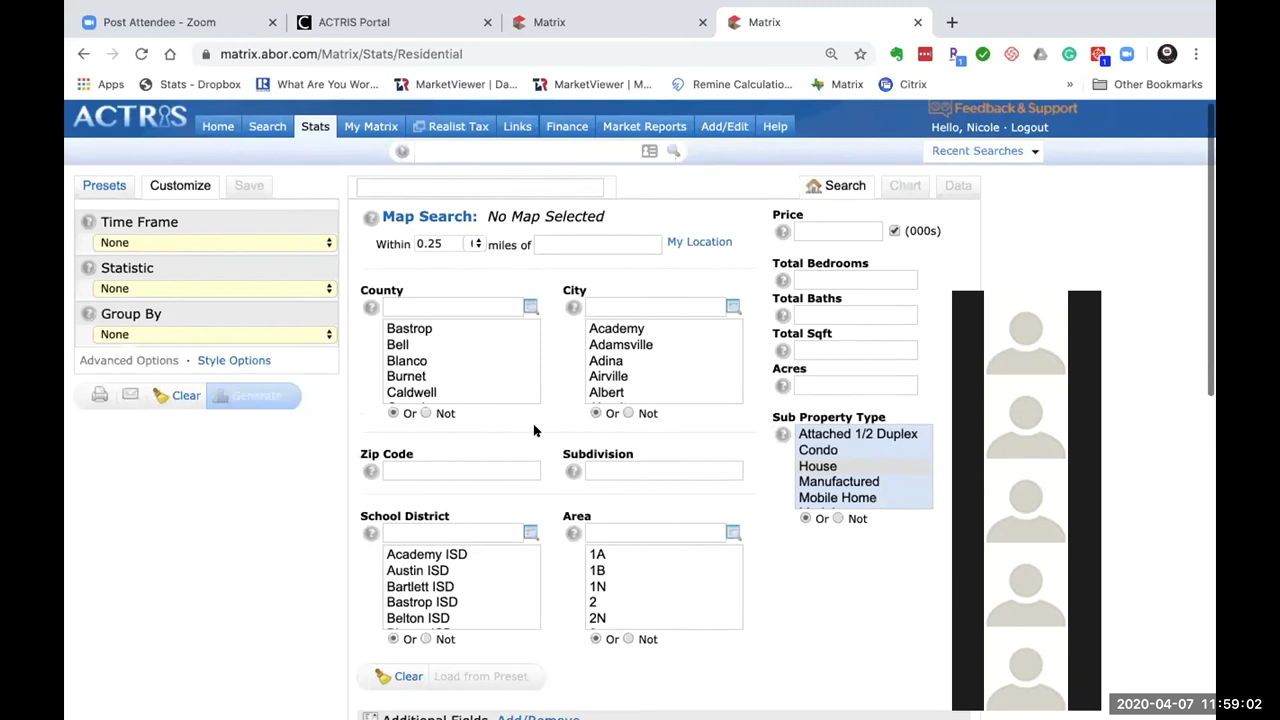 Post Attendee - Zoom
ACTRIS Portal
Matrix
Matrix
matrix.abor.com/Matrix/Stats/Residential
Apps
Stats - Dropb...
What Are You Wor...
MarketViewer | Da...
MarketViewer | M...
Remine Calculatio...
Matrix
Citrix
»
Other Bookmarks
ACTRIS
Feedback & Support
Home
Search
Stats
My Matrix
Realist Tax
Links
Finance
Market Reports
Add/Edit
Help
Hello, Nicole · Logout
Recent Searches
Presets
Customize
Save
Search
Chart
Data
Time Frame
None
Statistic
None
Group By
None
Advanced Options · Style Options
Clear
Generate
Map Search: No Map Selected
Within 0.25 miles of
My Location
County
Bastrop
Bell
Blanco
Burnet
Caldwell
Or Not
City
Academy
Adamsville
Adina
Airville
Albert
Or Not
Zip Code
Subdivision
School District
Academy ISD
Austin ISD
Bartlett ISD
Bastrop ISD
Belton ISD
Or Not
Area
1A
1B
1N
2
2N
Or Not
Clear
Load from Preset
Additional Fields Add/Remove
Price
(000s)
Total Bedrooms
Total Baths
Total Sqft
Acres
Sub Property Type
Attached 1/2 Duplex
Condo
House
Manufactured
Mobile Home
Or Not
2020-04-07 11:59:02